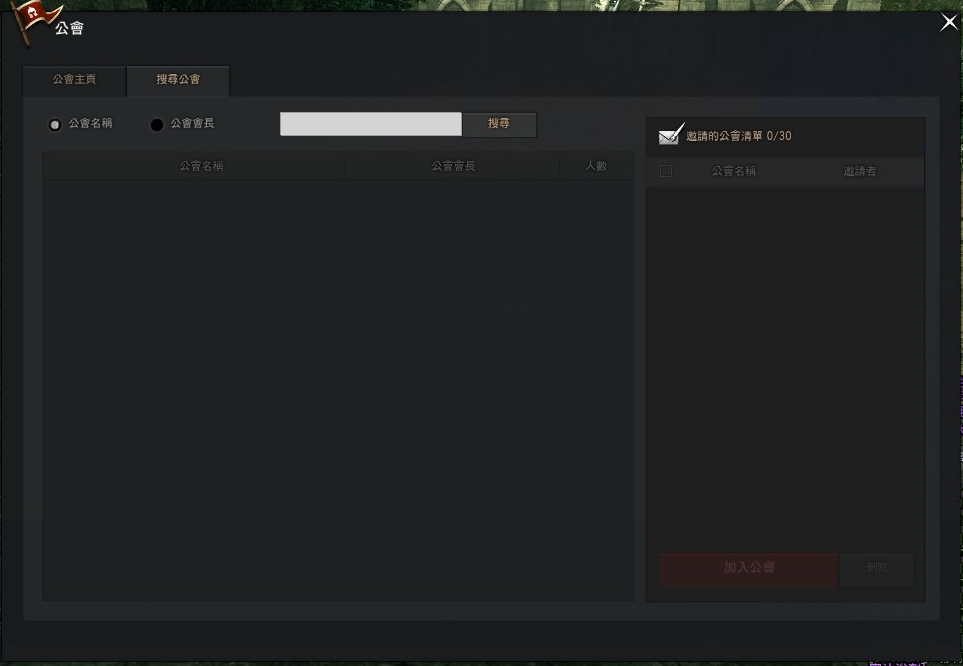 公會
公會主頁 搜尋公會
公會名稱 公會會長 搜尋
邀請的公會清單 0/30
公會名稱 公會會長 人數
公會名稱 邀請者
加入公會 刪除